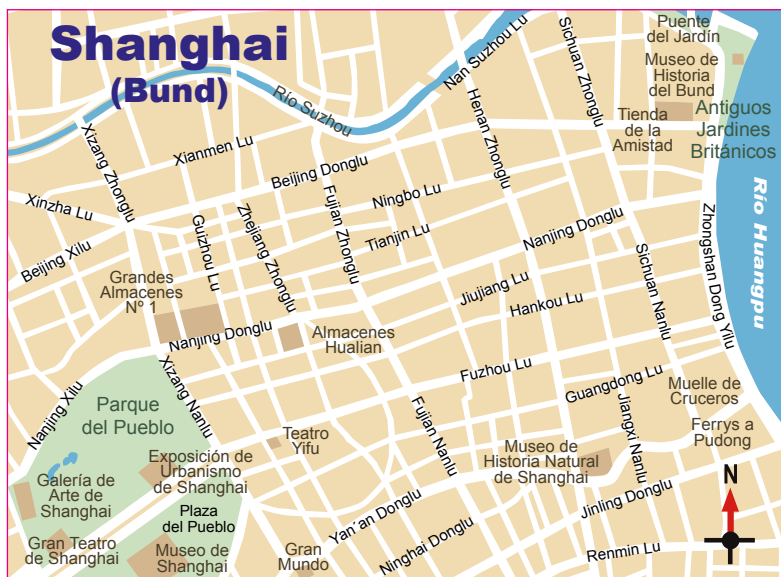 Shanghai
(Bund)
Puente
del Jardín
Museo de
Historia
del Bund
Tienda
de la
Amistad
Antiguos
Jardines
Británicos
Río Huangpu
Río Suzhou
Nan Suzhou Lu
Sichuan Zhonglu
Henan Zhonglu
Xizang Zhonglu
Xianmen Lu
Beijing Donglu
Xinzha Lu
Guizhou Lu
Zhejiang Zhonglu
Fujian Zhonglu
Ningbo Lu
Tianjin Lu
Nanjing Donglu
Zhongshan Dong Yilu
Beijing Xilu
Grandes
Almacenes
Nº 1
Nanjing Donglu
Almacenes
Hualian
Jiujiang Lu
Hankou Lu
Sichuan Nanlu
Fuzhou Lu
Guangdong Lu
Muelle de
Cruceros
Ferrys a
Pudong
Nanjing Xilu
Xizang Nanlu
Parque
del Pueblo
Teatro
Yifu
Fujian Nanlu
Jiangxi Nanlu
Museo de
Historia Natural
de Shanghai
Exposición de
Urbanismo
de Shanghai
Galería de
Arte de
Shanghai
Plaza
del Pueblo
Yan´an Donglu
Jinling Donglu
N
Gran Teatro
de Shanghai
Museo de
Shanghai
Gran
Mundo
Ninghai Donglu
Renmin Lu